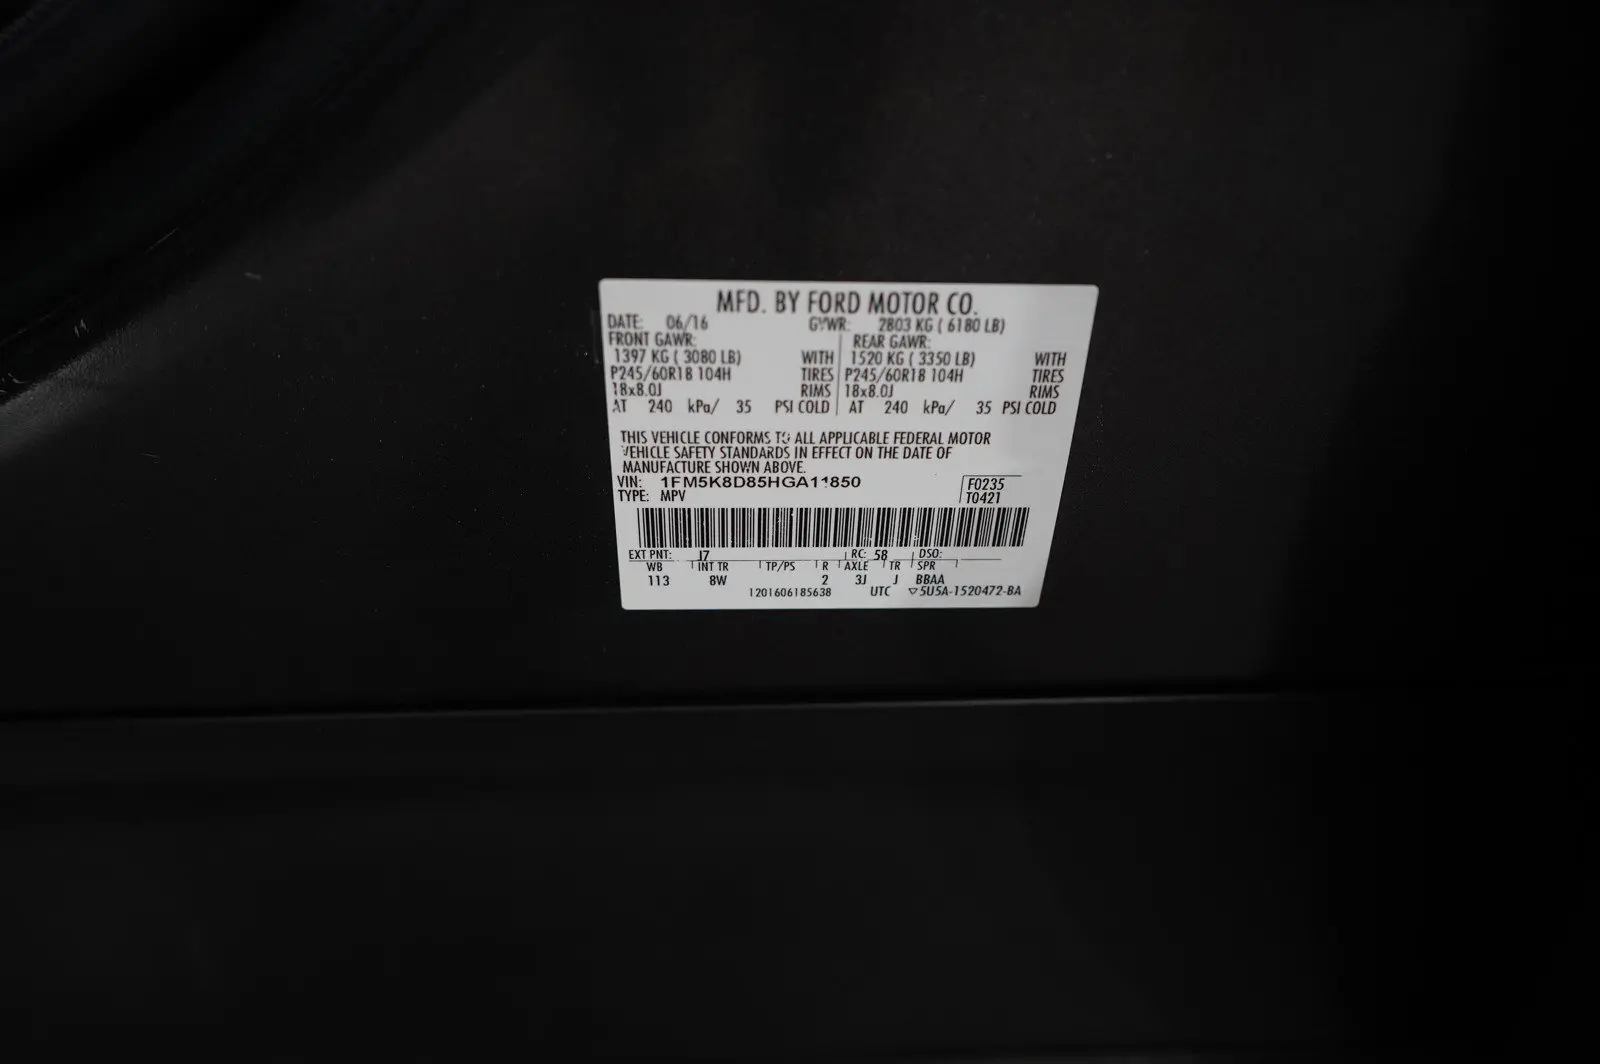 MFD. BY FORD MOTOR CO.
DATE: 06/16 GVWR: 2803 KG ( 6180 LB)
FRONT GAWR: REAR GAWR:
1397 KG ( 3080 LB) WITH 1520 KG ( 3350 LB) WITH
P245/60R18 104H TIRES P245/60R18 104H TIRES
18x8.0J RIMS 18x8.0J RIMS
AT 240 kPa/ 35 PSI COLD AT 240 kPa/ 35 PSI COLD
THIS VEHICLE CONFORMS TO ALL APPLICABLE FEDERAL MOTOR
VEHICLE SAFETY STANDARDS IN EFFECT ON THE DATE OF
MANUFACTURE SHOWN ABOVE.
VIN: 1FM5K8D85HGA11850 F0235
TYPE: MPV T0421
EXT PNT: J7 RC: 58 DSO:
WB INT TR TP/PS R AXLE TR SPR
113 8W 2 3J J BBAA
1201606185638 UTC ▽5U5A-1520472-BA